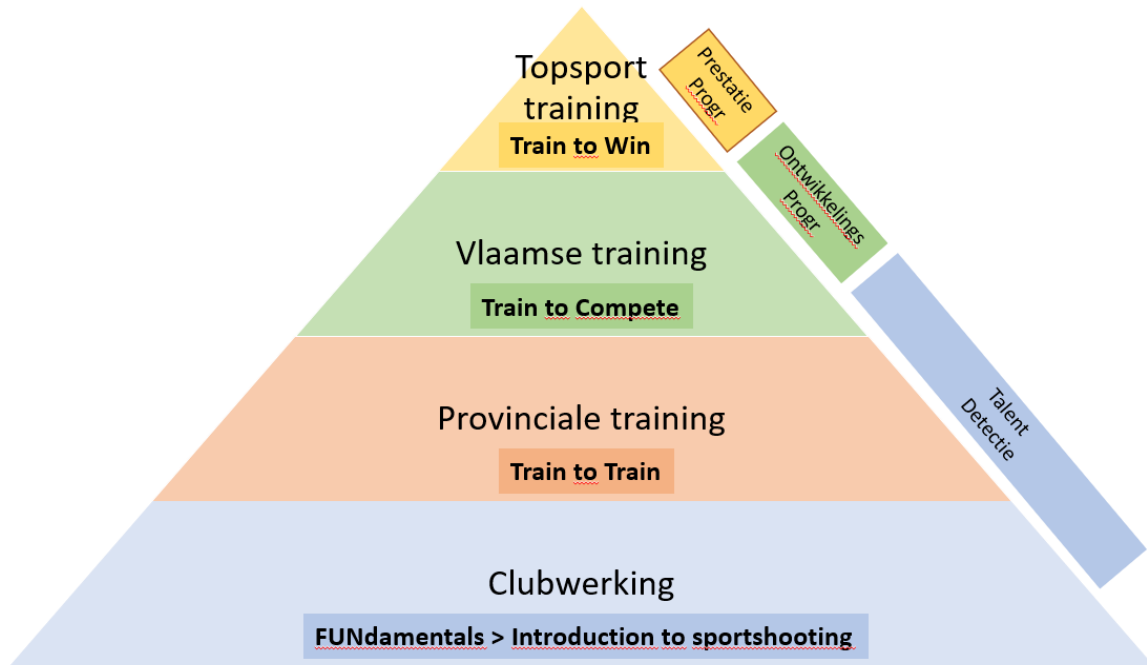 Topsport
training
Train to Win
Prestatie
Progr
Ontwikkelings
Progr
Vlaamse training
Train to Compete
Talent
Detectie
Provinciale training
Train to Train
Clubwerking
FUNdamentals > Introduction to sportshooting